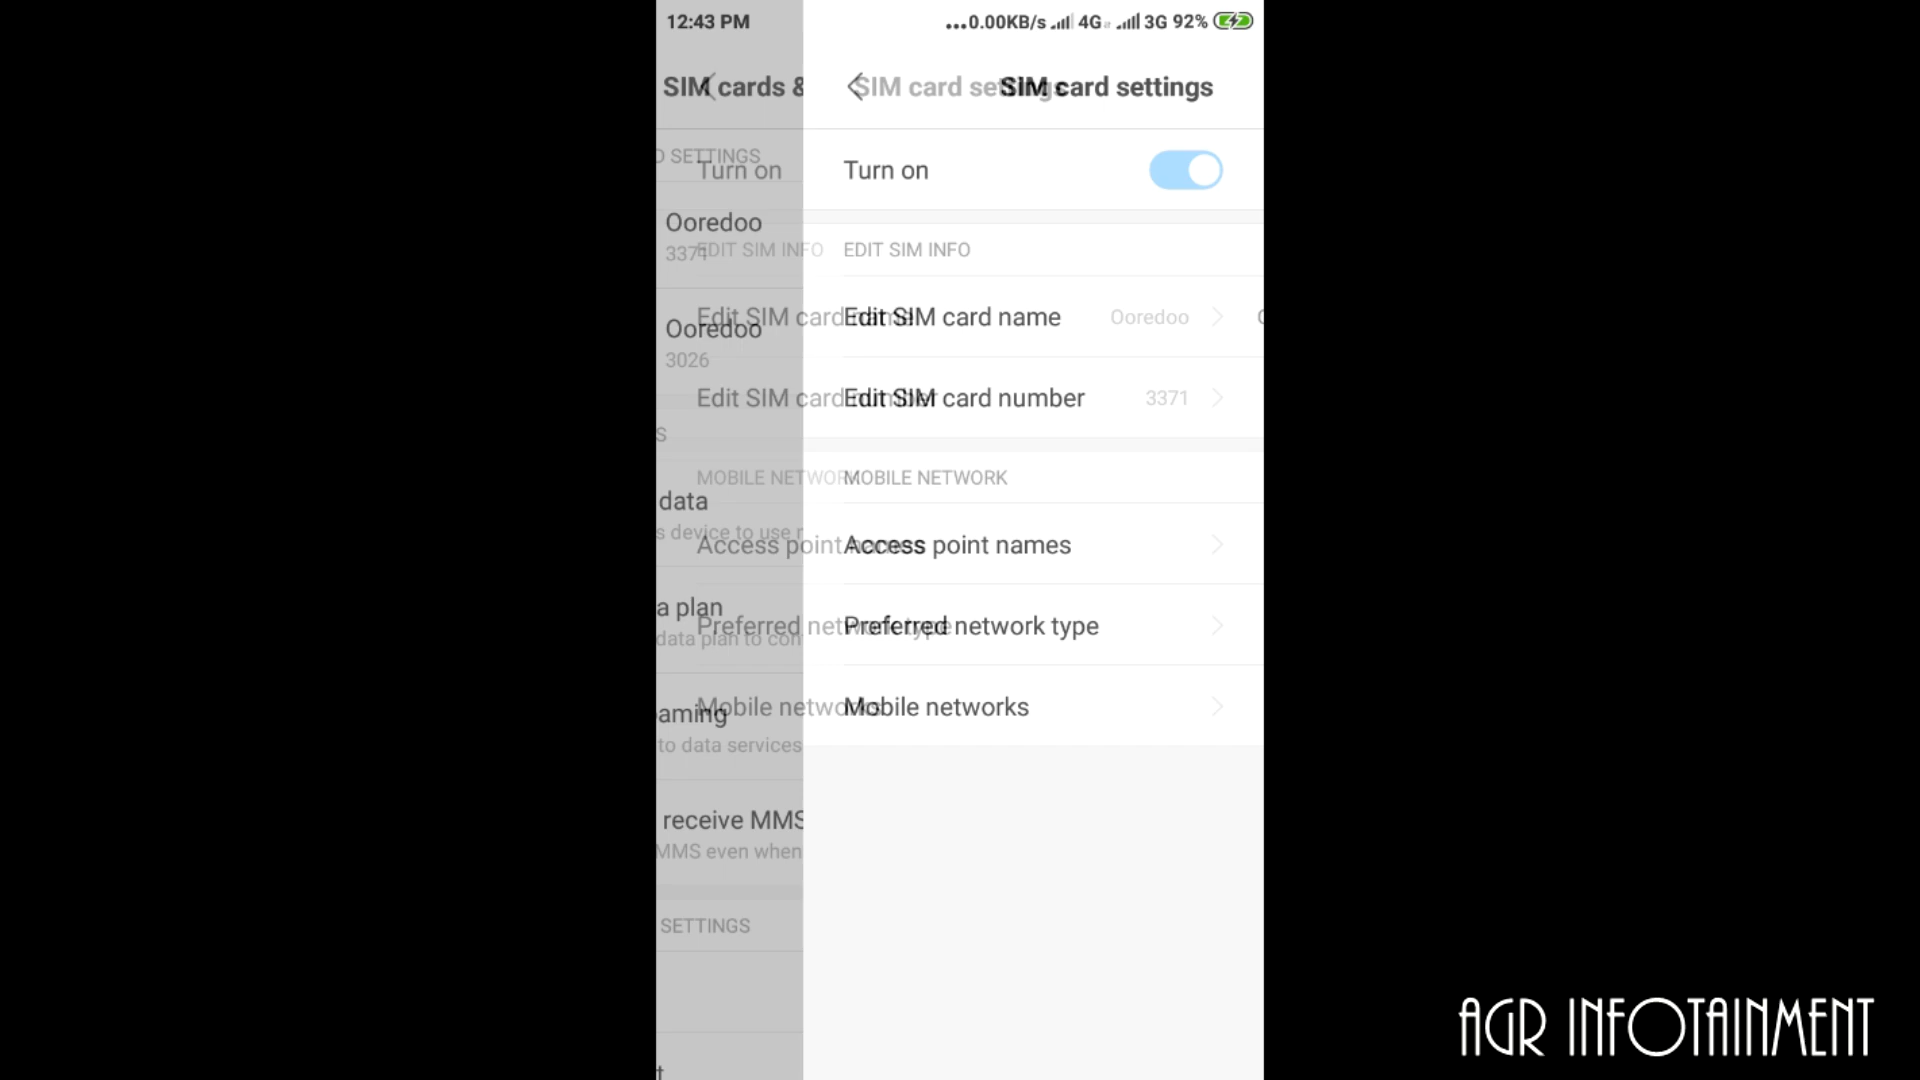 12:43 PM ...0.00KB/s 4G 3G 92%
SIM cards & SIM card settings SIM card settings
D SETTINGS
Turn on Turn on
Ooredoo
3371
EDIT SIM INFO EDIT SIM INFO
Edit SIM card name Edit SIM card name Ooredoo
Ooredoo
3026
Edit SIM card number Edit SIM card number 3371
S
MOBILE NETWORK MOBILE NETWORK
data
s device to use
Access point names Access point names
a plan
Preferred network type Preferred network type
data plan to con
Mobile networks Mobile networks
aming
to data services
receive MMS
MMS even when
SETTINGS
t
AGR INFOTAINMENT